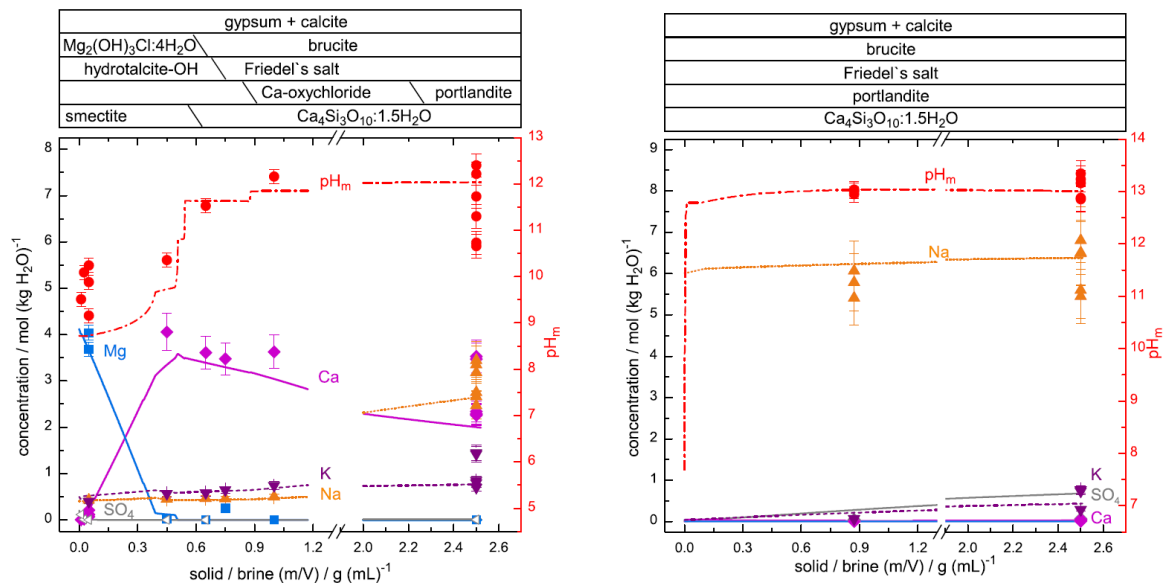 gypsum + calcite
Mg2(OH)3Cl:4H2O brucite
hydrotalcite-OH Friedel`s salt
Ca-oxychloride portlandite
smectite Ca4Si3O10:1.5H2O
8
7
6
5
4
3
2
1
0
concentration / mol (kg H2O)-1
13
12
11
10
9
8
7
6
5
pHm
pHm
Mg
Ca
K
Na
SO4
0.0 0.3 0.6 0.9 1.2 2.0 2.2 2.4 2.6
solid / brine (m/V) / g (mL)-1
gypsum + calcite
brucite
Friedel`s salt
portlandite
Ca4Si3O10:1.5H2O
9
8
7
6
5
4
3
2
1
0
concentration / mol (kg H2O)-1
14
13
12
11
10
9
8
7
pHm
pHm
Na
K
SO4
Ca
0.0 0.3 0.6 0.9 1.2 2.0 2.2 2.4 2.6
solid / brine (m/V) / g (mL)-1